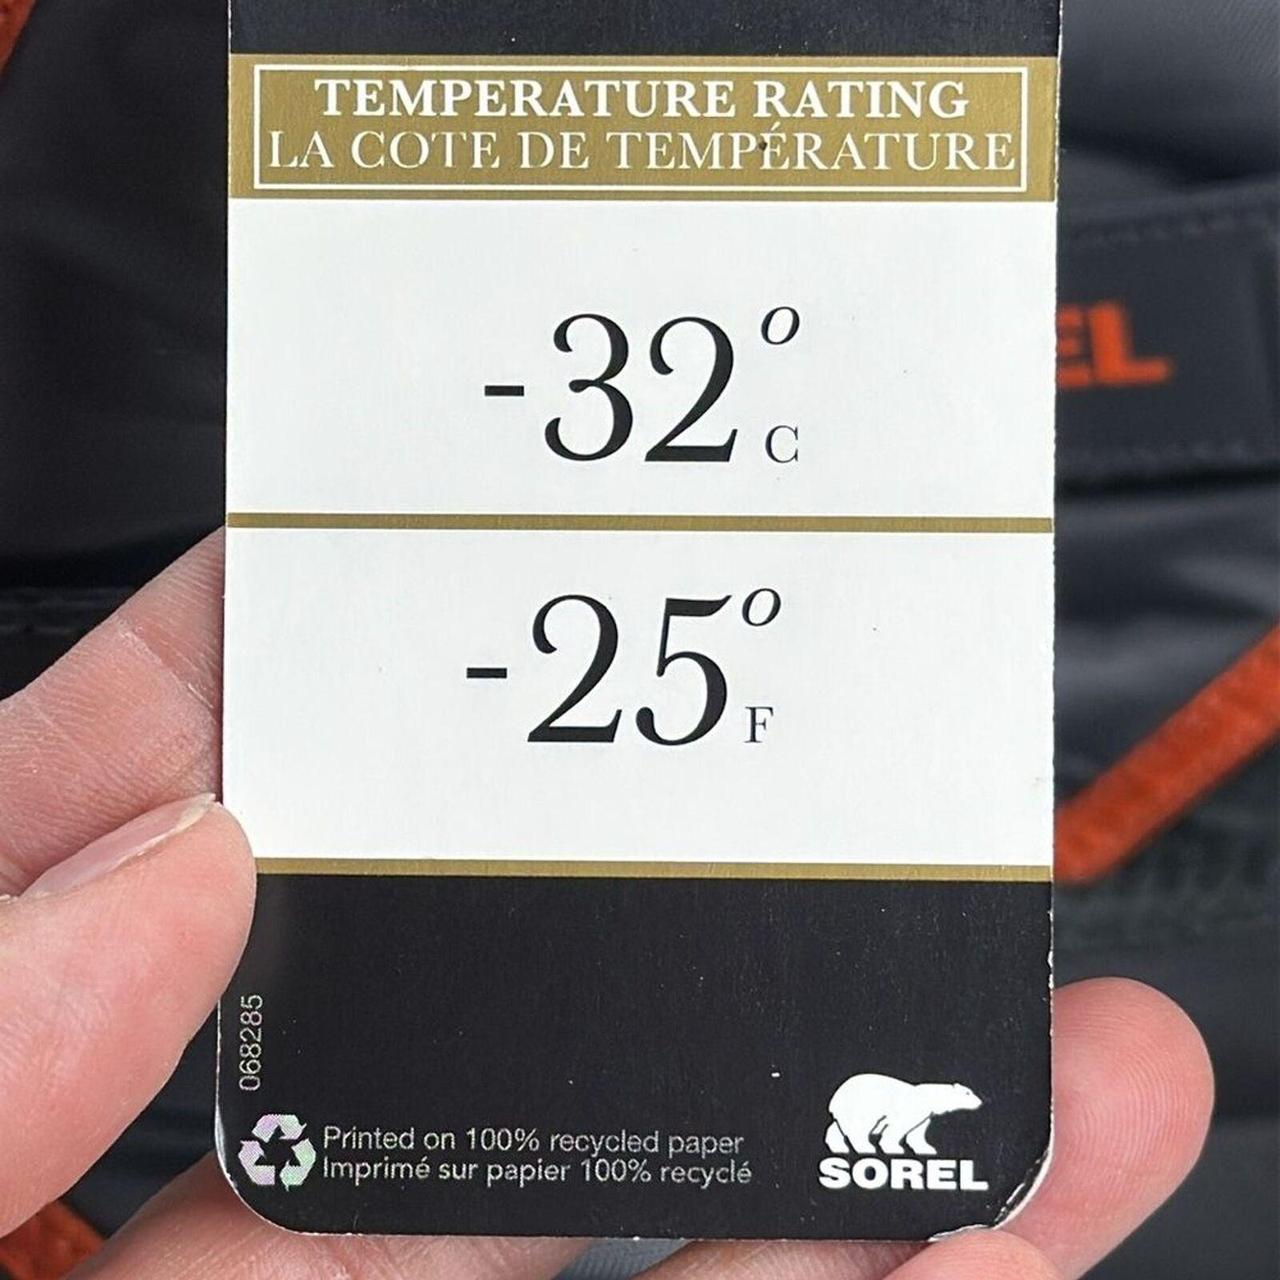 TEMPERATURE RATING
LA COTE DE TEMPÉRATURE
-32° C
-25° F
EL
068285
Printed on 100% recycled paper
Imprimé sur papier 100% recyclé
SOREL